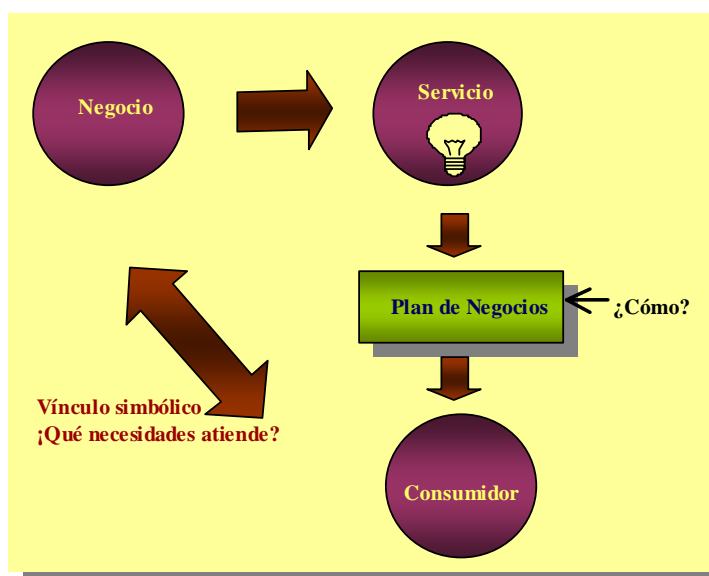 Negocio
Servicio
Plan de Negocios
¿Cómo?
Vínculo simbólico
¡Qué necesidades atiende?
Consumidor